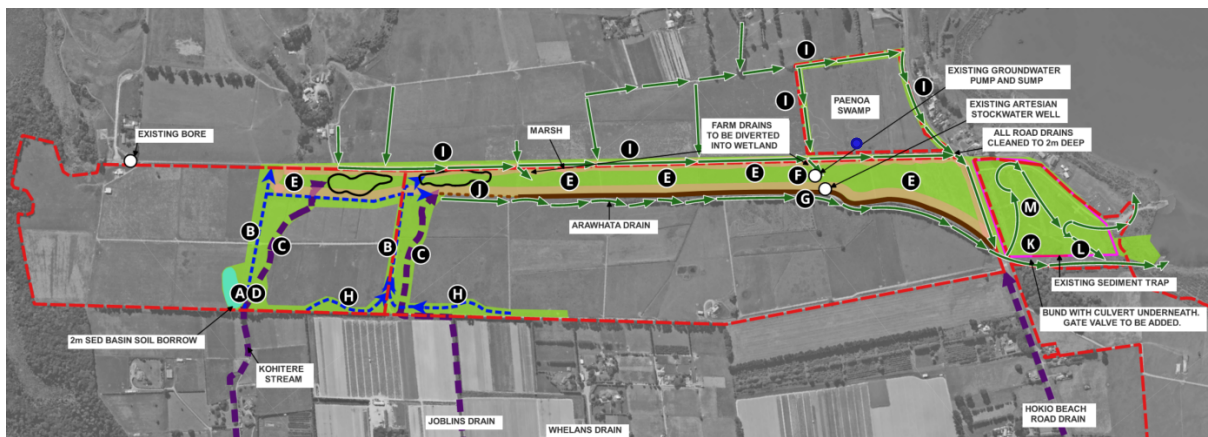 I
EXISTING GROUNDWATER
PUMP AND SUMP
I
I
PAENOA
SWAMP
EXISTING ARTESIAN
STOCKWATER WELL
EXISTING BORE
MARSH
FARM DRAINS
TO BE DIVERTED
INTO WETLAND
ALL ROAD DRAINS
CLEANED TO 2m DEEP
I
I
E
J
E
E
E
F
G
E
B
C
B
C
ARAWHATA DRAIN
M
K
L
A
D
H
H
EXISTING SEDIMENT TRAP
BUND WITH CULVERT UNDERNEATH.
GATE VALVE TO BE ADDED.
2m SED BASIN SOIL BORROW
KOHITERE
STREAM
JOBLINS DRAIN
WHELANS DRAIN
HOKIO BEACH
ROAD DRAIN